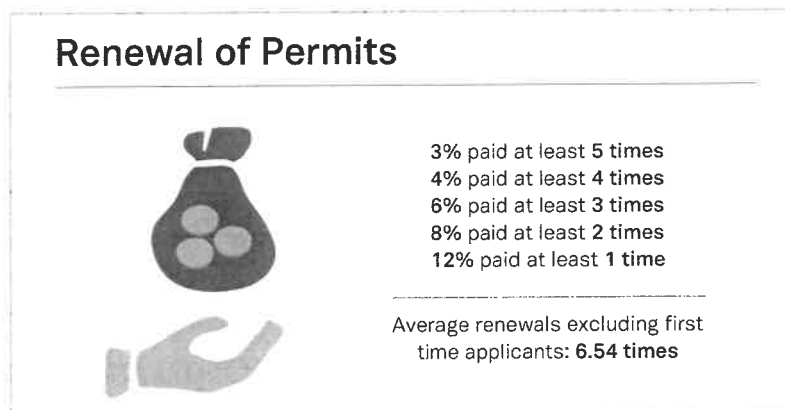 Renewal of Permits
3% paid at least 5 times
4% paid at least 4 times
6% paid at least 3 times
8% paid at least 2 times
12% paid at least 1 time
Average renewals excluding first
time applicants: 6.54 times